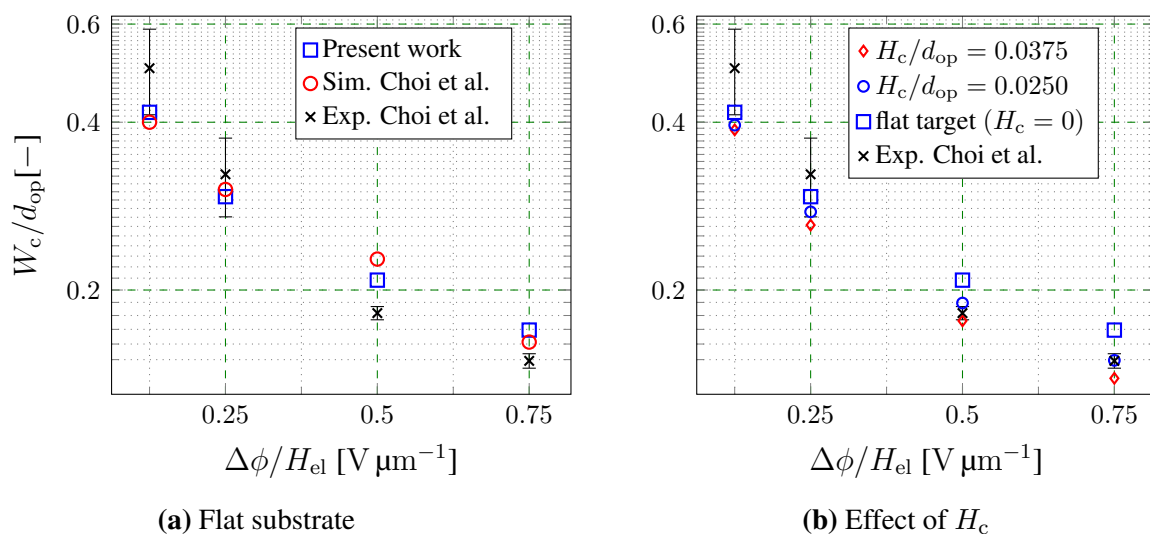 0.6
0.4
0.2
W_c/d_op[−]
Present work
Sim. Choi et al.
Exp. Choi et al.
0.25 0.5 0.75
Δϕ/H_el [V μm⁻¹]
(a) Flat substrate
0.6
0.4
0.2
H_c/d_op = 0.0375
H_c/d_op = 0.0250
flat target (H_c = 0)
Exp. Choi et al.
0.25 0.5 0.75
Δϕ/H_el [V μm⁻¹]
(b) Effect of H_c